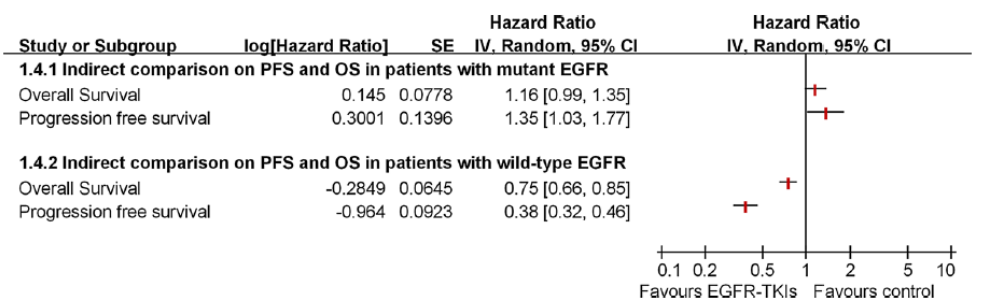 Hazard Ratio Hazard Ratio
Study or Subgroup log[Hazard Ratio] SE IV, Random, 95% CI IV, Random, 95% CI
1.4.1 Indirect comparison on PFS and OS in patients with mutant EGFR
Overall Survival 0.145 0.0778 1.16 [0.99, 1.35]
Progression free survival 0.3001 0.1396 1.35 [1.03, 1.77]
1.4.2 Indirect comparison on PFS and OS in patients with wild-type EGFR
Overall Survival -0.2849 0.0645 0.75 [0.66, 0.85]
Progression free survival -0.964 0.0923 0.38 [0.32, 0.46]
0.1 0.2 0.5 1 2 5 10
Favours EGFR-TKIs Favours control